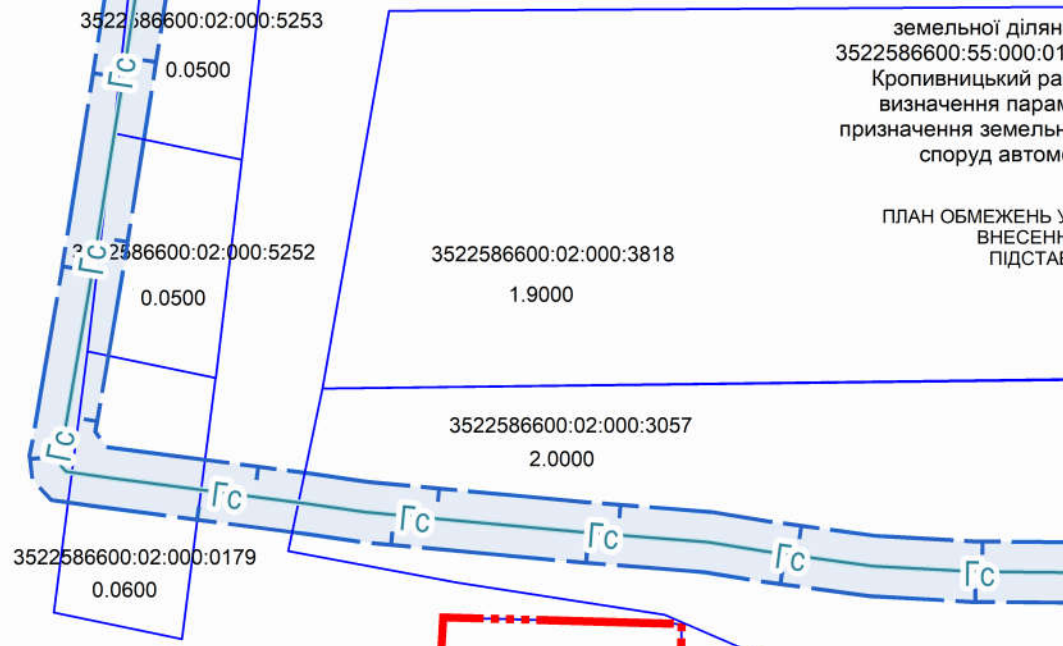 3522586600:02:000:5253
0.0500
Гс
земельної ділян
3522586600:55:000:01
Кропивницький ра
визначення парам
призначення земельн
споруд автомо
ПЛАН ОБМЕЖЕНЬ У
ВНЕСЕНН
ПІДСТАВ
3522586600:02:000:5252
0.0500
Гс
3522586600:02:000:3818
1.9000
3522586600:02:000:3057
2.0000
Гс
Гс
Гс
Гс
Гс
Гс
3522586600:02:000:0179
0.0600